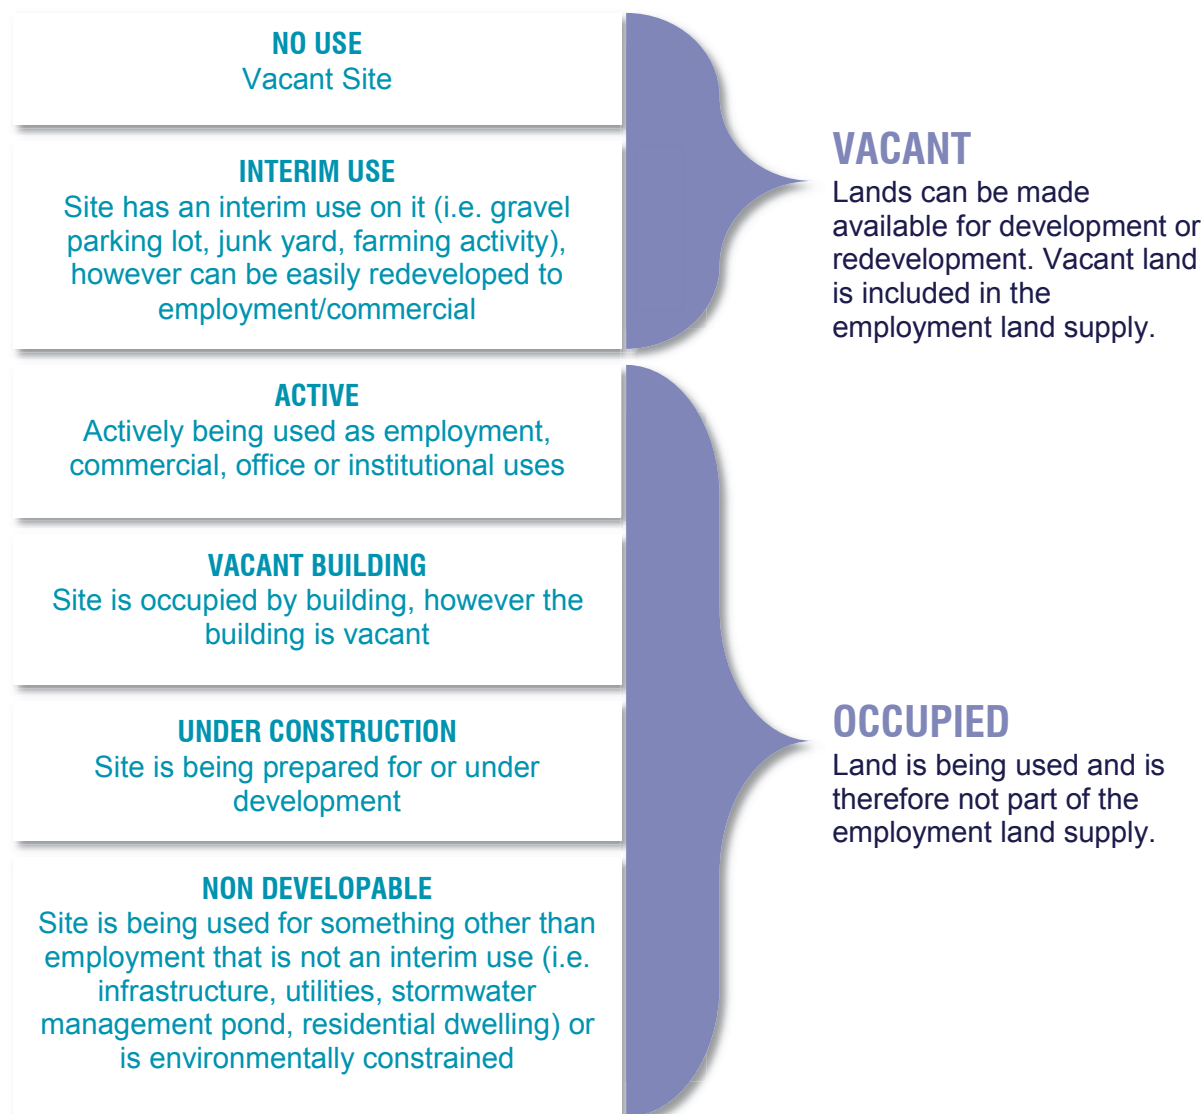 NO USE
Vacant Site
INTERIM USE
Site has an interim use on it (i.e. gravel
parking lot, junk yard, farming activity),
however can be easily redeveloped to
employment/commercial
VACANT
Lands can be made
available for development or
redevelopment. Vacant land
is included in the
employment land supply.
ACTIVE
Actively being used as employment,
commercial, office or institutional uses
VACANT BUILDING
Site is occupied by building, however the
building is vacant
UNDER CONSTRUCTION
Site is being prepared for or under
development
NON DEVELOPABLE
Site is being used for something other than
employment that is not an interim use (i.e.
infrastructure, utilities, stormwater
management pond, residential dwelling) or
is environmentally constrained
OCCUPIED
Land is being used and is
therefore not part of the
employment land supply.